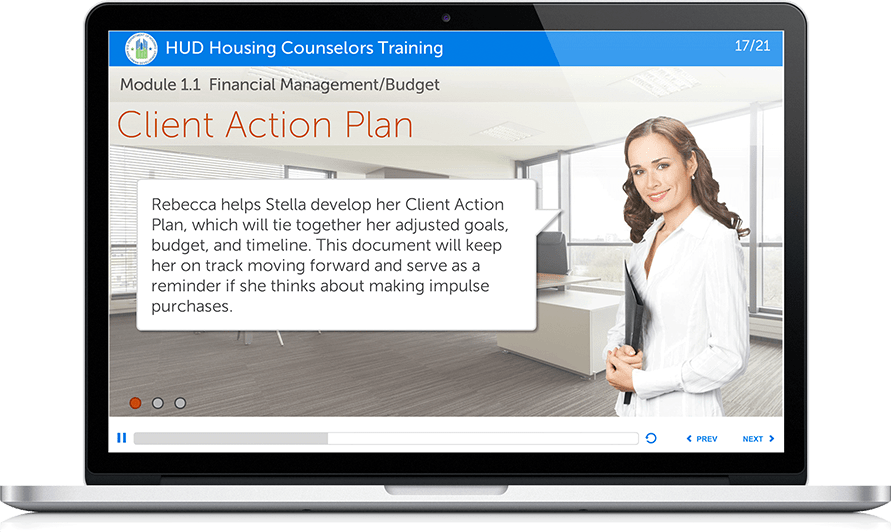 HUD Housing Counselors Training
17/21
Module 1.1 Financial Management/Budget
Client Action Plan
Rebecca helps Stella develop her Client Action
Plan, which will tie together her adjusted goals,
budget, and timeline. This document will keep
her on track moving forward and serve as a
reminder if she thinks about making impulse
purchases.
PREV
NEXT